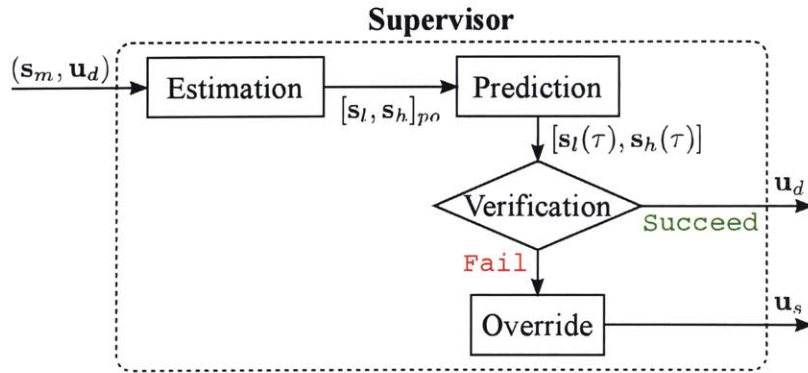 Supervisor
(s_m, u_d)
Estimation
[s_l, s_h]_po
Prediction
[s_l(τ), s_h(τ)]
Verification
u_d
Succeed
Fail
Override
u_s